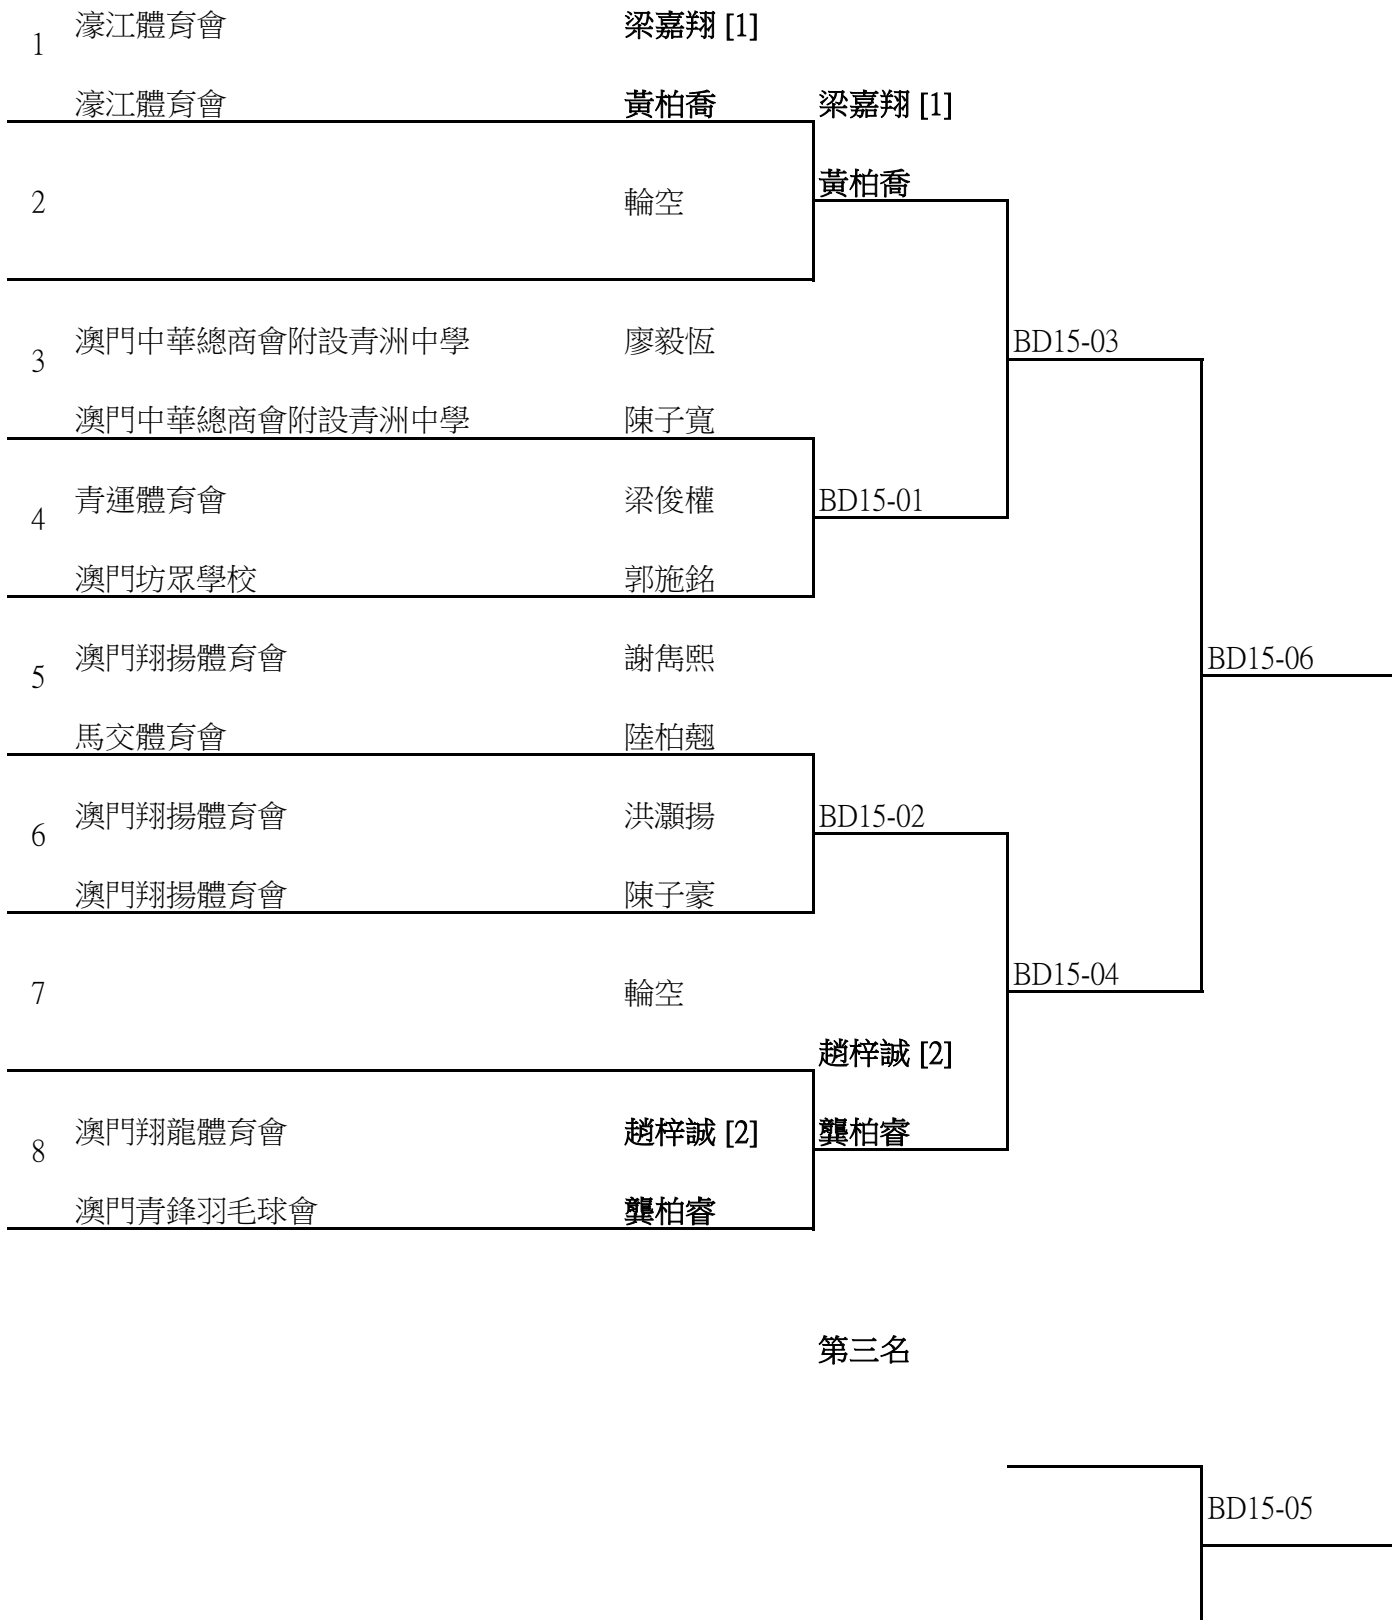 濠江體育會 梁嘉翔 [1]
1
濠江體育會 黃柏喬 梁嘉翔 [1]
黃柏喬
2 輪空
澳門中華總商會附設青洲中學 廖毅恆 BD15-03
3
澳門中華總商會附設青洲中學 陳子寬
青運體育會 梁俊權 BD15-01
4
澳門坊眾學校 郭施銘
澳門翔揚體育會 謝雋熙 BD15-06
5
馬交體育會 陸柏翹
澳門翔揚體育會 洪灝揚 BD15-02
6
澳門翔揚體育會 陳子豪
BD15-04
7 輪空
趙梓誠 [2]
澳門翔龍體育會 趙梓誠 [2] 龔柏睿
8
澳門青鋒羽毛球會 龔柏睿
第三名
BD15-05